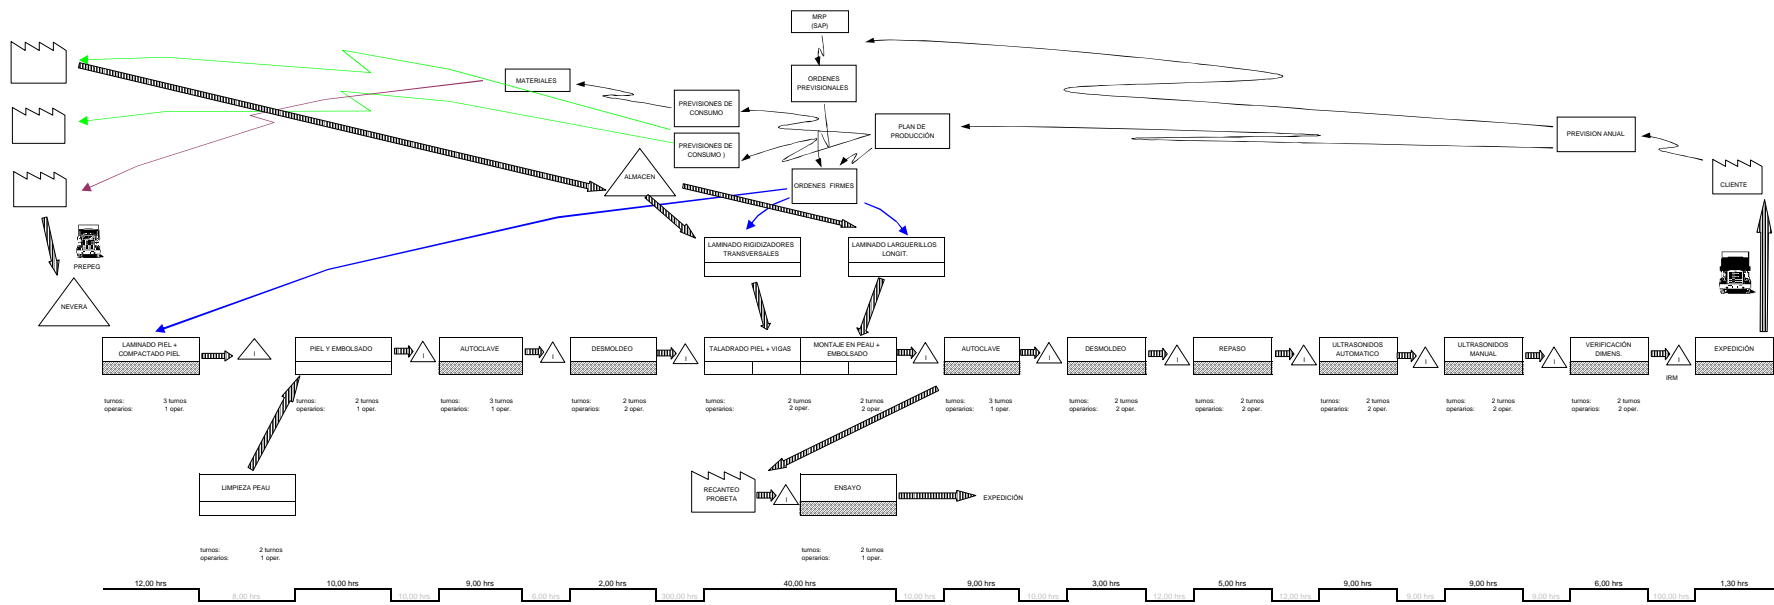 MRP
(SAP)
MATERIALES
ORDENES
PREVISIONALES
PREVISIONES DE
CONSUMO
PREVISIONES DE
CONSUMO )
PLAN DE
PRODUCCIÓN
PREVISION ANUAL
CLIENTE
ALMACEN
ORDENES FIRMES
PREPEG
NEVERA
LAMINADO RIGIDIZADORES
TRANSVERSALES
LAMINADO LARGUERILLOS
LONGIT.
LAMINADO PIEL +
COMPACTADO PIEL
I
PIEL Y EMBOLSADO
I
AUTOCLAVE
I
DESMOLDEO
I
TALADRADO PIEL + VIGAS
MONTAJE EN PEAU +
EMBOLSADO
I
AUTOCLAVE
I
DESMOLDEO
I
REPASO
I
ULTRASONIDOS
AUTOMATICO
I
ULTRASONIDOS
MANUAL
I
VERIFICACIÓN
DIMENS.
I
IRM
EXPEDICIÓN
turnos: 3 turnos
operarios: 1 oper.
turnos: 2 turnos
operarios: 1 oper.
turnos: 3 turnos
operarios: 1 oper.
turnos: 2 turnos
operarios: 2 oper.
turnos: 2 turnos 2 turnos
operarios: 2 oper. 2 oper.
turnos: 3 turnos
operarios: 1 oper.
turnos: 2 turnos
operarios: 2 oper.
turnos: 2 turnos
operarios: 2 oper.
turnos: 2 turnos
operarios: 2 oper.
turnos: 2 turnos
operarios: 2 oper.
turnos: 2 turnos
operarios: 2 oper.
LIMPIEZA PEAU
RECANTEO
PROBETA
I
ENSAYO
EXPEDICIÓN
turnos: 2 turnos
operarios: 1 oper.
turnos: 2 turnos
operarios: 1 oper.
12,00 hrs
8,00 hrs
10,00 hrs
10,00 hrs
9,00 hrs
6,00 hrs
2,00 hrs
300,00 hrs
40,00 hrs
10,00 hrs
9,00 hrs
10,00 hrs
3,00 hrs
12,00 hrs
5,00 hrs
12,00 hrs
9,00 hrs
9,00 hrs
9,00 hrs
9,00 hrs
6,00 hrs
100,00 hrs
1,30 hrs